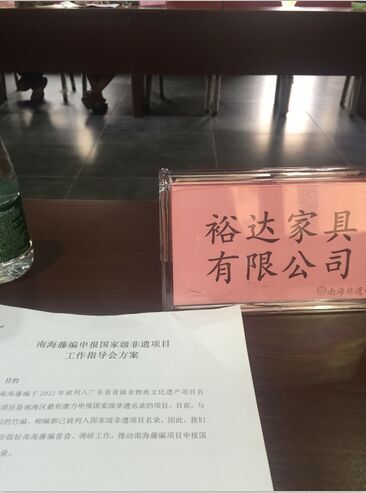 裕达家具
有限公司
南海非遗
南海藤编申报国家级非遗项目
工作指导会方案
目的
南海藤编于 2012 年被列入广东省省级非物质文化遗产项目名
项目是南海区最有潜力申报国家级非遗名录的项目。目前，与
似的竹编、柳编都已被列入国家级非遗项目名录。因此，我们
步做好南海藤编普查、调研工作，推动南海藤编项目申报国
录。